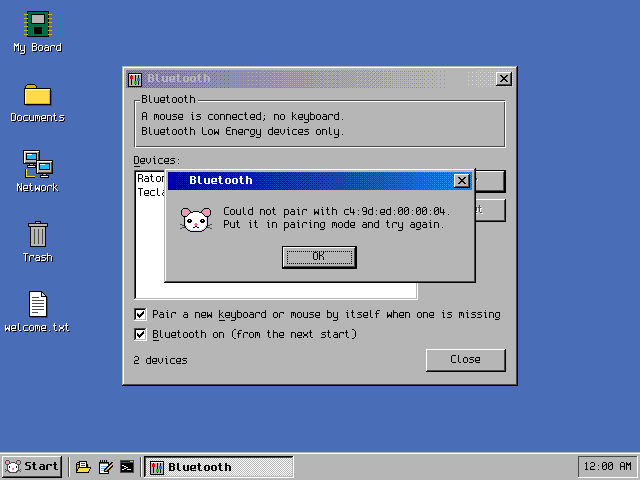 My Board
Documents
Network
Trash
welcome.txt
Bluetooth
Bluetooth
A mouse is connected; no keyboard.
Bluetooth Low Energy devices only.
Devices:
Bluetooth
Could not pair with c4:9d:ed:00:00:04.
Put it in pairing mode and try again.
OK
Pair a new keyboard or mouse by itself when one is missing
Bluetooth on (from the next start)
2 devices
Close
Start
Bluetooth
12:00 AM